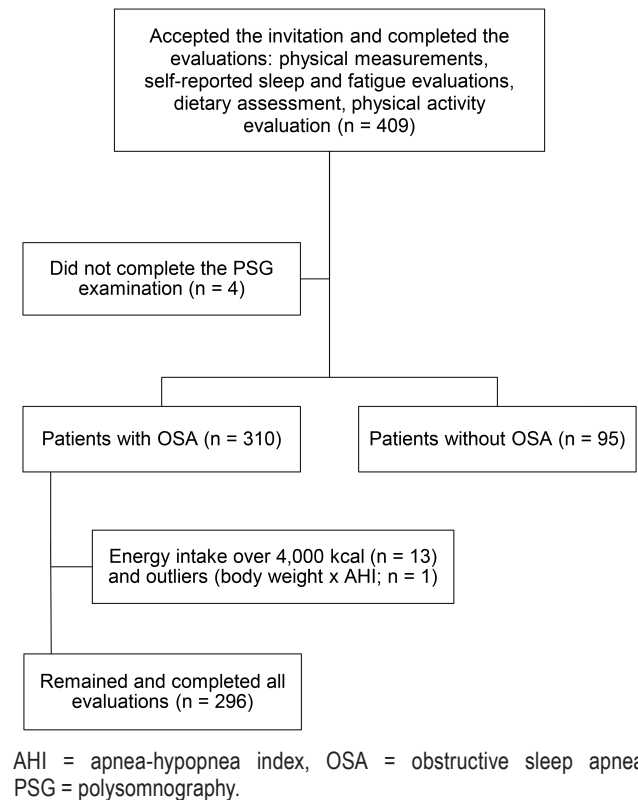 Accepted the invitation and completed the
evaluations: physical measurements,
self-reported sleep and fatigue evaluations,
dietary assessment, physical activity
evaluation (n = 409)
Did not complete the PSG
examination (n = 4)
Patients with OSA (n = 310)
Patients without OSA (n = 95)
Energy intake over 4,000 kcal (n = 13)
and outliers (body weight x AHI; n = 1)
Remained and completed all
evaluations (n = 296)
AHI = apnea-hypopnea index, OSA = obstructive sleep apnea
PSG = polysomnography.